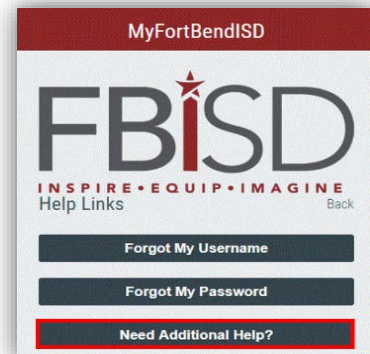 MyFortBendISD
FBISD
INSPIRE•EQUIP•IMAGINE
Help Links
Back
Forgot My Username
Forgot My Password
Need Additional Help?